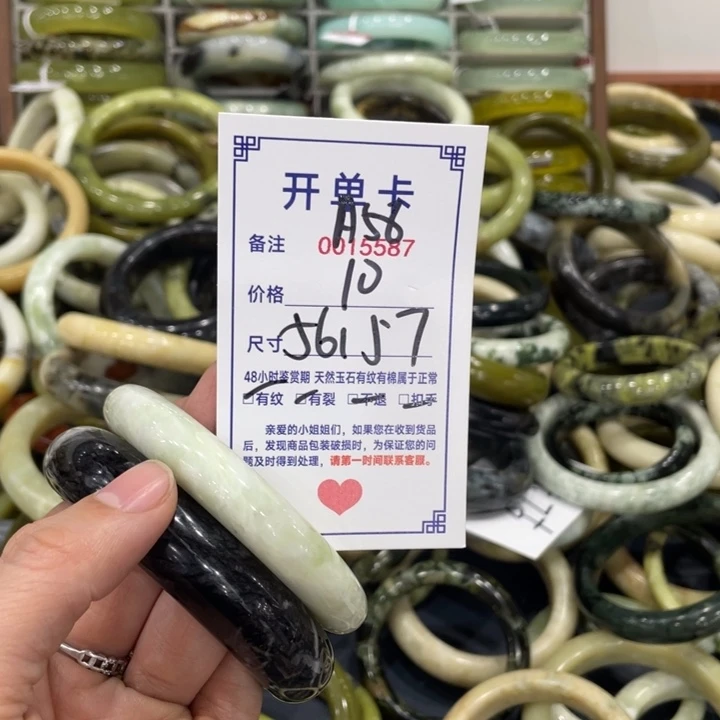 开单卡
A56
备注 0015587
价格 10
尺寸 56 57
48小时鉴赏期 天然玉石有纹有棉属于正常
□有纹 □有裂 □不退 □扣手
亲爱的小姐姐们，如果您在收到货品
后，发现商品包装破损时，为保证您的问
题及时得到处理，请第一时间联系客服。